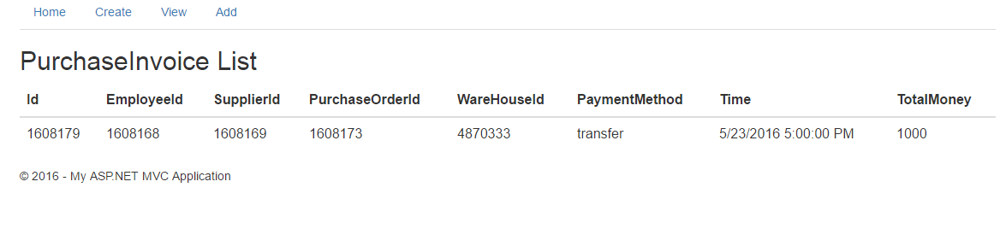 Home Create View Add
PurchaseInvoice List
Id EmployeeId SupplierId PurchaseOrderId WareHouseId PaymentMethod Time TotalMoney
1608179 1608168 1608169 1608173 4870333 transfer 5/23/2016 5:00:00 PM 1000
© 2016 - My ASP.NET MVC Application